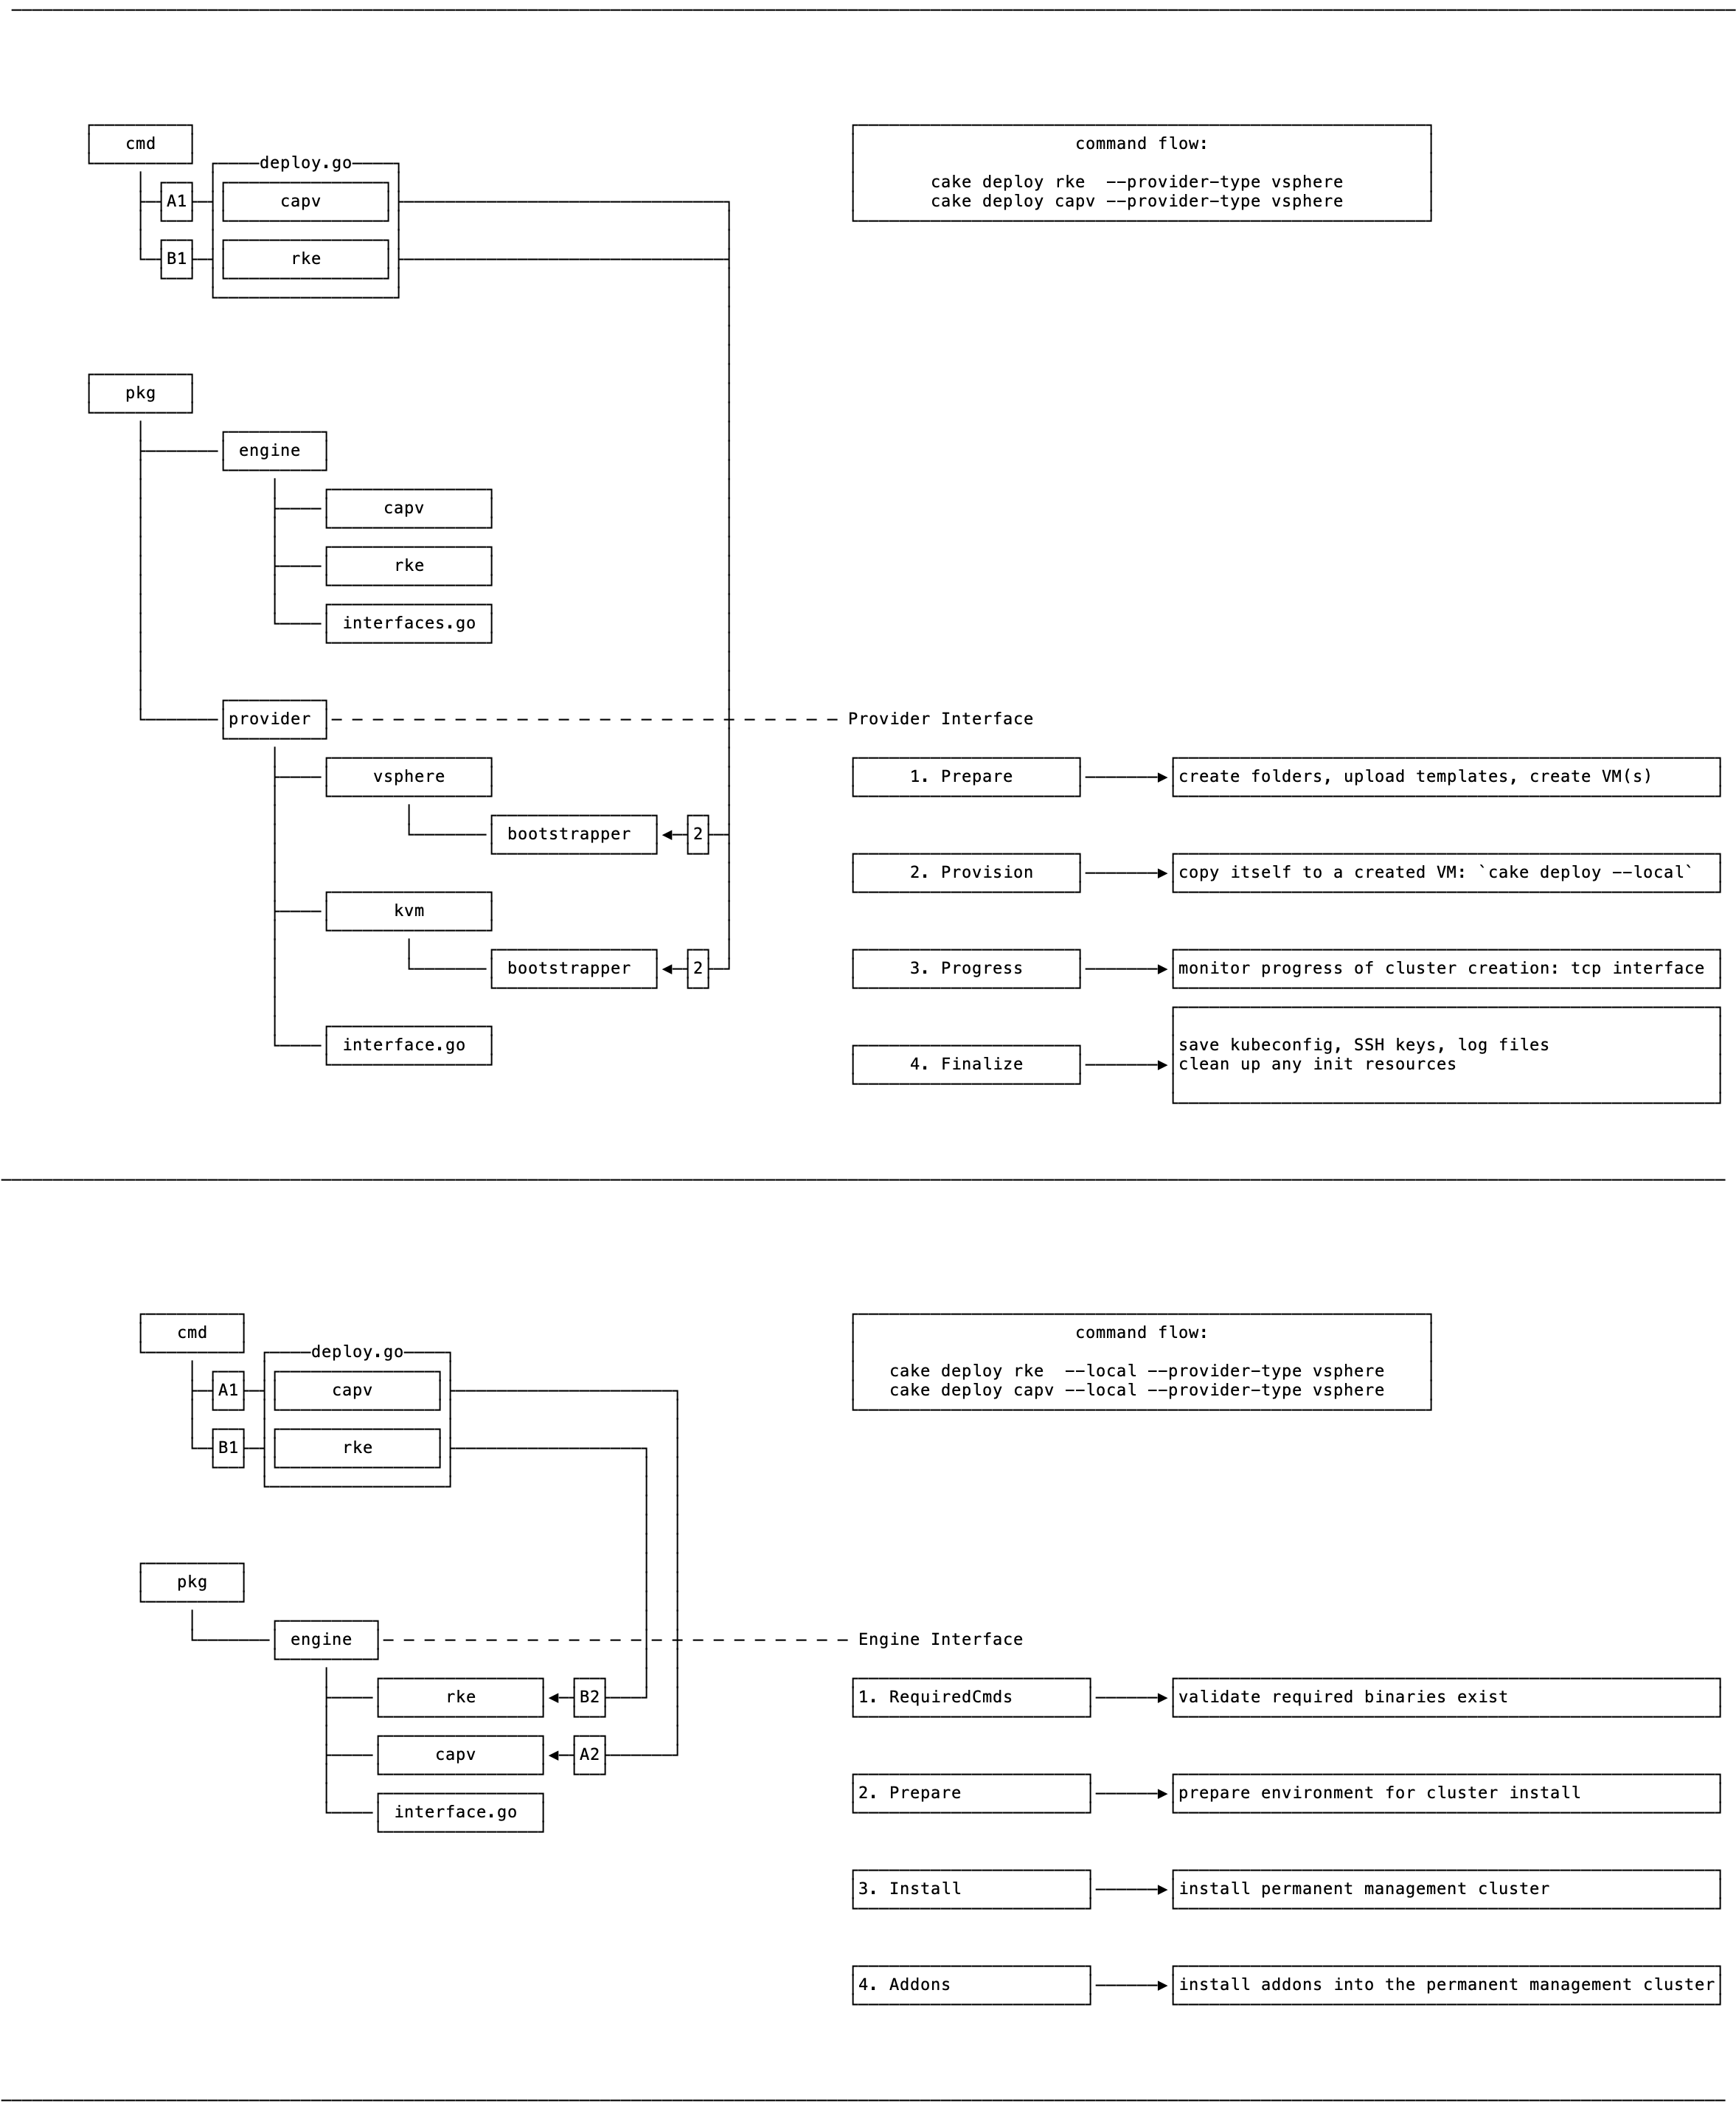 cmd
deploy.go
A1
capv
B1
rke
command flow:
cake deploy rke  --provider-type vsphere
cake deploy capv --provider-type vsphere
pkg
engine
capv
rke
interfaces.go
provider
Provider Interface
vsphere
1. Prepare
create folders, upload templates, create VM(s)
bootstrapper
2
2. Provision
copy itself to a created VM: `cake deploy --local`
kvm
bootstrapper
2
3. Progress
monitor progress of cluster creation: tcp interface
interface.go
4. Finalize
save kubeconfig, SSH keys, log files
clean up any init resources
cmd
deploy.go
A1
capv
B1
rke
command flow:
cake deploy rke  --local --provider-type vsphere
cake deploy capv --local --provider-type vsphere
pkg
engine
Engine Interface
rke
B2
1. RequiredCmds
validate required binaries exist
capv
A2
2. Prepare
prepare environment for cluster install
interface.go
3. Install
install permanent management cluster
4. Addons
install addons into the permanent management cluster